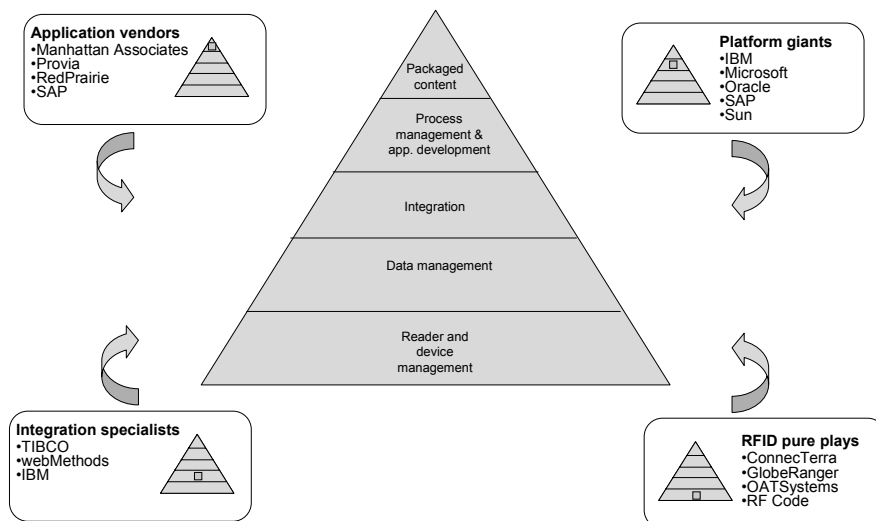 Application vendors
•Manhattan Associates
•Provia
•RedPrairie
•SAP
Platform giants
•IBM
•Microsoft
•Oracle
•SAP
•Sun
Packaged
content
Process
management &
app. development
Integration
Data management
Reader and
device
management
Integration specialists
•TIBCO
•webMethods
•IBM
RFID pure plays
•ConnecTerra
•GlobeRanger
•OATSystems
•RF Code